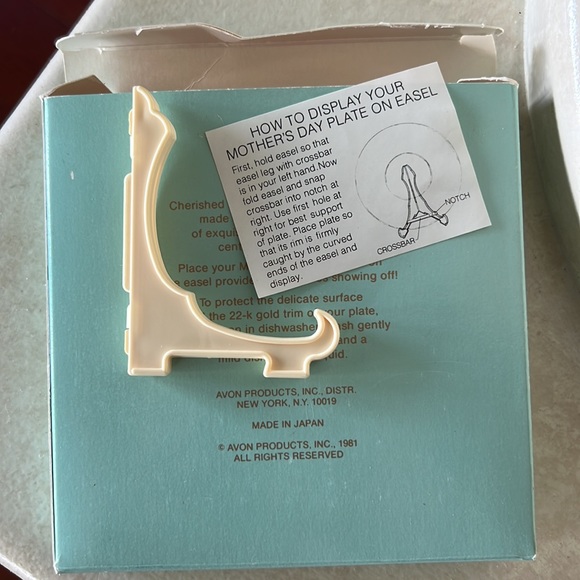 HOW TO DISPLAY YOUR
MOTHER'S DAY PLATE ON EASEL
First, hold easel so that
easel leg with crossbar
is in your left hand. Now
fold easel and snap
crossbar into notch at
right. Use first hole at
right for best support
of plate. Place plate so
that its rim is firmly
caught by the curved
ends of the easel and
display.
NOTCH
CROSSBAR
Cherished
made
of exqui
cen
Place your M
e easel provide
s showing off!
To protect the delicate surface
the 22-k gold trim o our plate,
e in dishwasher sh gently
and a
mild dis uid.
AVON PRODUCTS, INC., DISTR.
NEW YORK, N.Y. 10019
MADE IN JAPAN
© AVON PRODUCTS, INC., 1981
ALL RIGHTS RESERVED